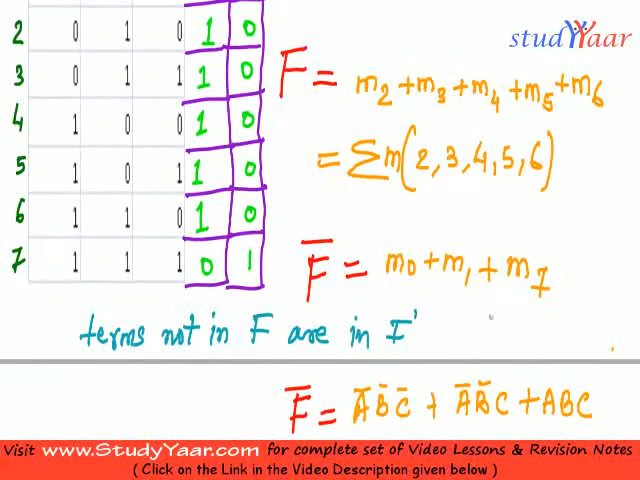 studYYaar
2 0 1 0 1 0
3 0 1 1 1 0
4 1 0 0 1 0
5 1 0 1 1 0
6 1 1 0 1 0
7 1 1 1 0 1
F = m₂ + m₃ + m₄ + m₅ + m₆
= ∑m(2, 3, 4, 5, 6)
F̅ = m₀ + m₁ + m₇
terms not in F are in F'
F̅ = A̅ B̅ C̅ + A̅ B̅ C + ABC
Visit www.StudyYaar.com for complete set of Video Lessons & Revision Notes
( Click on the Link in the Video Description given below )